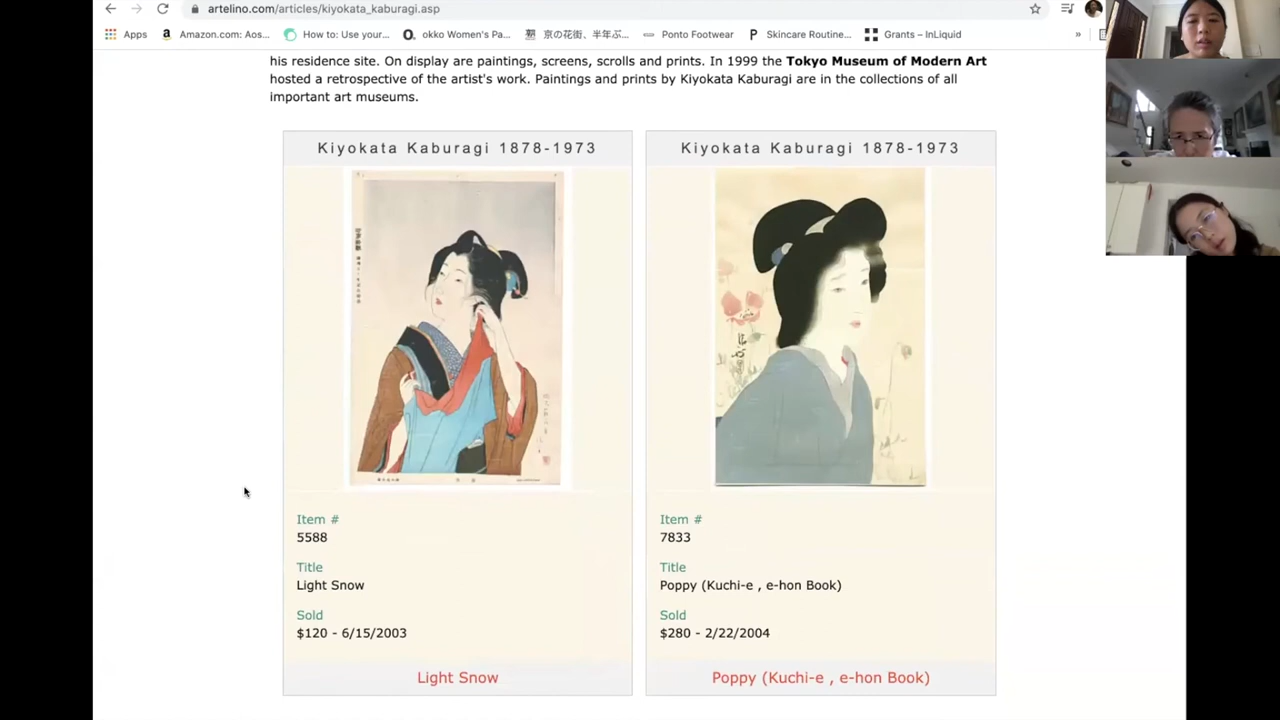 artelino.com/articles/kiyokata_kaburagi.asp
Apps
Amazon.com: Aos...
How to: Use your...
okko Women's Pa...
京の花街、半年ぶ...
Ponto Footwear
Skincare Routine...
Grants – InLiquid
»
his residence site. On display are paintings, screens, scrolls and prints. In 1999 the Tokyo Museum of Modern Art
hosted a retrospective of the artist's work. Paintings and prints by Kiyokata Kaburagi are in the collections of all
important art museums.
Kiyokata Kaburagi 1878-1973
Item #
5588
Title
Light Snow
Sold
$120 - 6/15/2003
Light Snow
Kiyokata Kaburagi 1878-1973
Item #
7833
Title
Poppy (Kuchi-e , e-hon Book)
Sold
$280 - 2/22/2004
Poppy (Kuchi-e , e-hon Book)